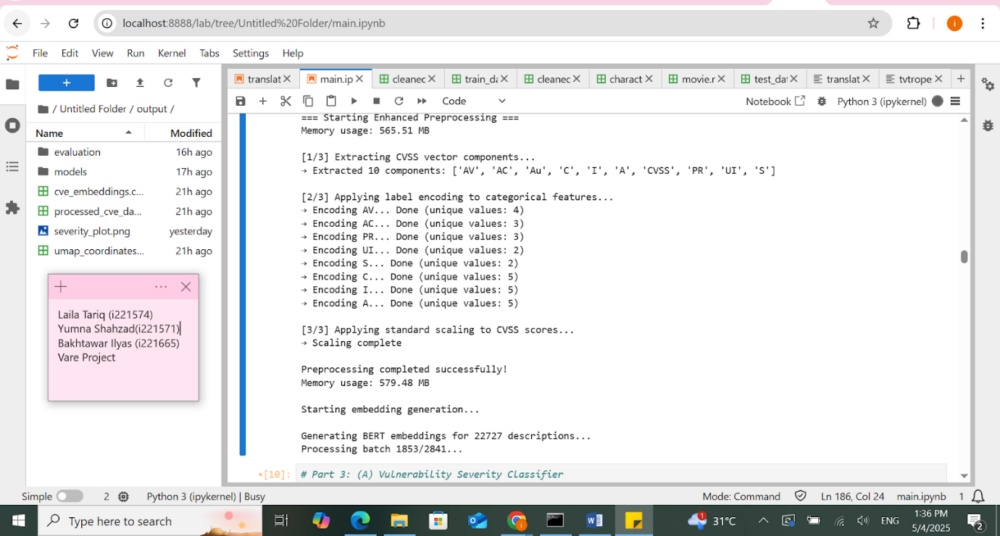 localhost:8888/lab/tree/Untitled%20Folder/main.ipynb
File Edit View Run Kernel Tabs Settings Help
translat main.ip cleanec train_da cleanec charact movie.r test_dat translat tvtrope
Code Notebook Python 3 (ipykernel)
/ Untitled Folder / output /
Name Modified
evaluation 16h ago
models 17h ago
cve_embeddings.c... 21h ago
processed_cve_da... 21h ago
severity_plot.png yesterday
umap_coordinates... 21h ago
Laila Tariq (i221574)
Yumna Shahzad(i221571)
Bakhtawar Ilyas (i221665)
Vare Project
=== Starting Enhanced Preprocessing ===
Memory usage: 565.51 MB
[1/3] Extracting CVSS vector components...
→ Extracted 10 components: ['AV', 'AC', 'Au', 'C', 'I', 'A', 'CVSS', 'PR', 'UI', 'S']
[2/3] Applying label encoding to categorical features...
→ Encoding AV... Done (unique values: 4)
→ Encoding AC... Done (unique values: 3)
→ Encoding PR... Done (unique values: 3)
→ Encoding UI... Done (unique values: 2)
→ Encoding S... Done (unique values: 2)
→ Encoding C... Done (unique values: 5)
→ Encoding I... Done (unique values: 5)
→ Encoding A... Done (unique values: 5)
[3/3] Applying standard scaling to CVSS scores...
→ Scaling complete
Preprocessing completed successfully!
Memory usage: 579.48 MB
Starting embedding generation...
Generating BERT embeddings for 22727 descriptions...
Processing batch 1853/2841...
•[10]: # Part 3: (A) Vulnerability Severity Classifier
Simple 2 Python 3 (ipykernel) | Busy Mode: Command Ln 186, Col 24 main.ipynb 1
Type here to search 31°C ENG 1:36 PM
5/4/2025 2